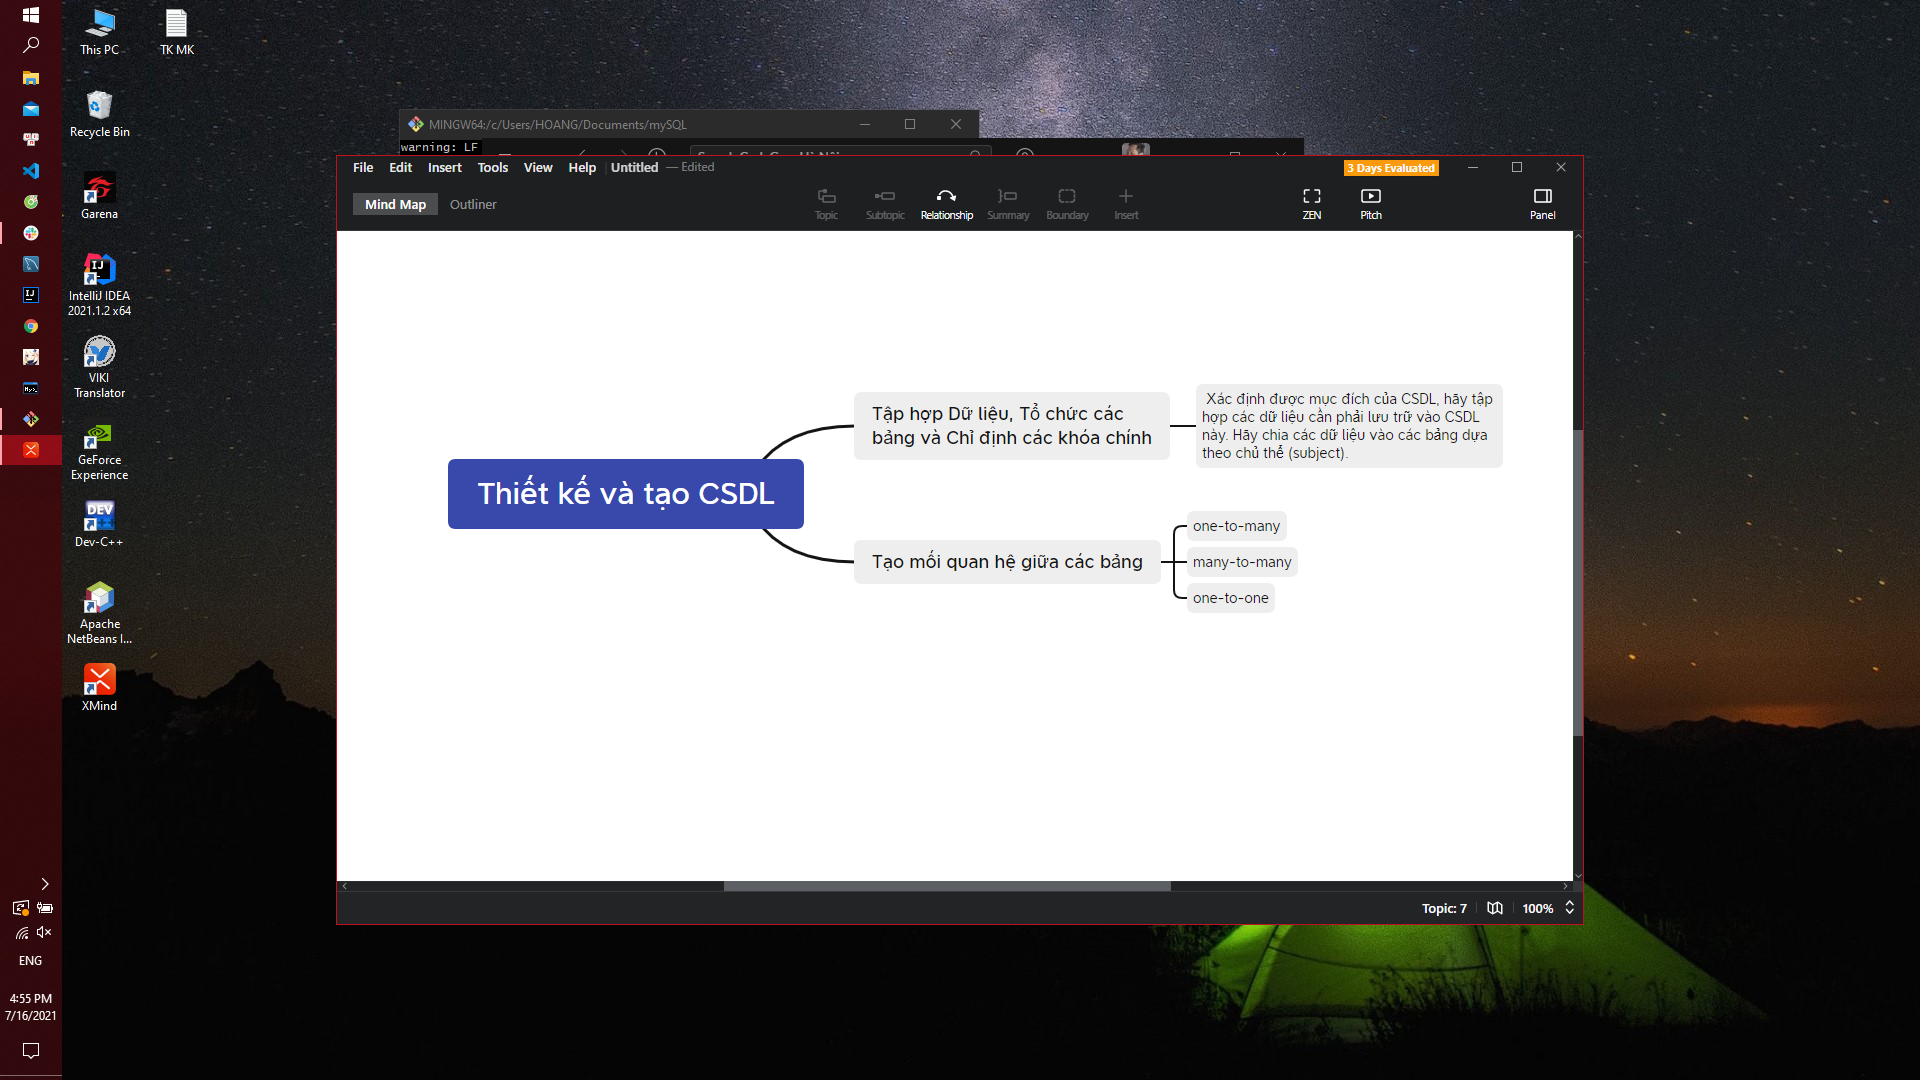 This PC
TK MK
Recycle Bin
Garena
IntelliJ IDEA
2021.1.2 x64
VIKI
Translator
GeForce
Experience
DEV
Dev-C++
Apache
NetBeans I...
XMind
MINGW64:/c/Users/HOANG/Documents/mySQL
warning: LF
File Edit Insert Tools View Help Untitled — Edited
3 Days Evaluated
Mind Map Outliner
Topic Subtopic Relationship Summary Boundary Insert
ZEN Pitch Panel
Thiết kế và tạo CSDL
Tập hợp Dữ liệu, Tổ chức các
bảng và Chỉ định các khóa chính
Xác định được mục đích của CSDL, hãy tập
hợp các dữ liệu cần phải lưu trữ vào CSDL
này. Hãy chia các dữ liệu vào các bảng dựa
theo chủ thể (subject).
Tạo mối quan hệ giữa các bảng
one-to-many
many-to-many
one-to-one
Topic: 7 100%
ENG
4:55 PM
7/16/2021